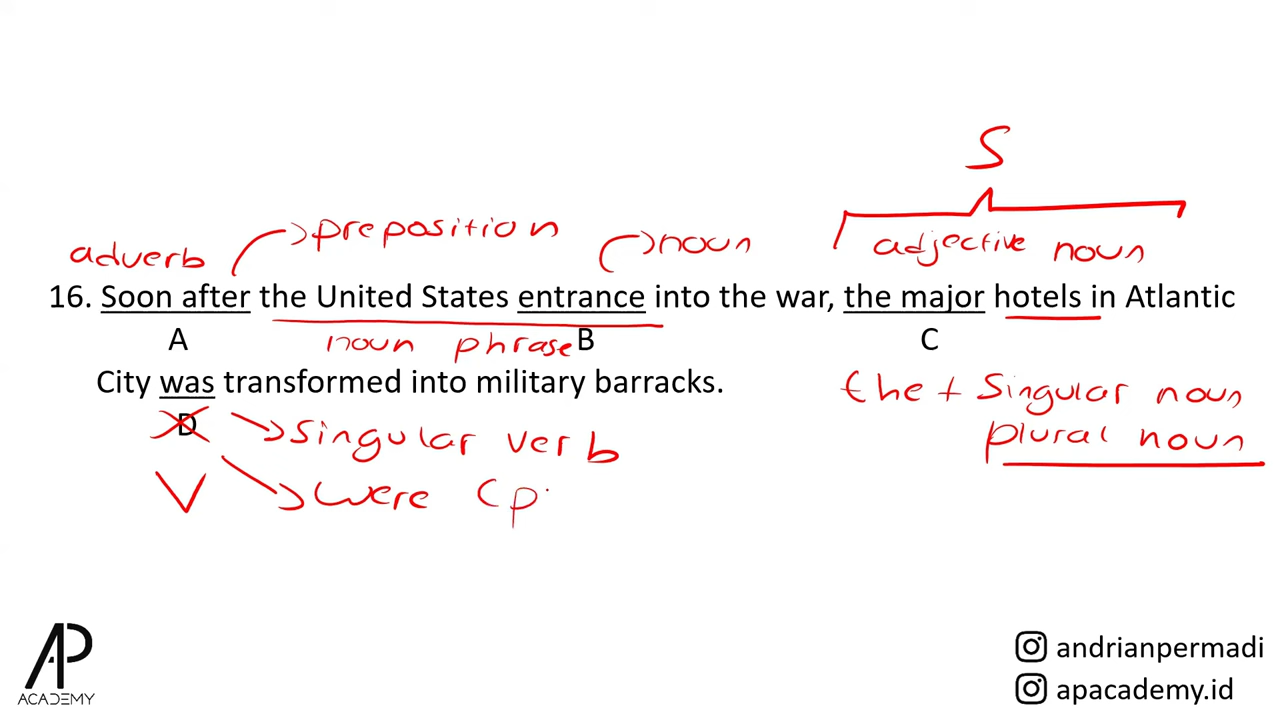 S
preposition
noun
adverb
adjective noun
16. Soon after the United States entrance into the war, the major hotels in Atlantic
A
noun phrase
B
C
City was transformed into military barracks.
the + singular noun
D
singular verb
plural noun
V
were (p
AP
ACADEMY
andrianpermadi
apacademy.id